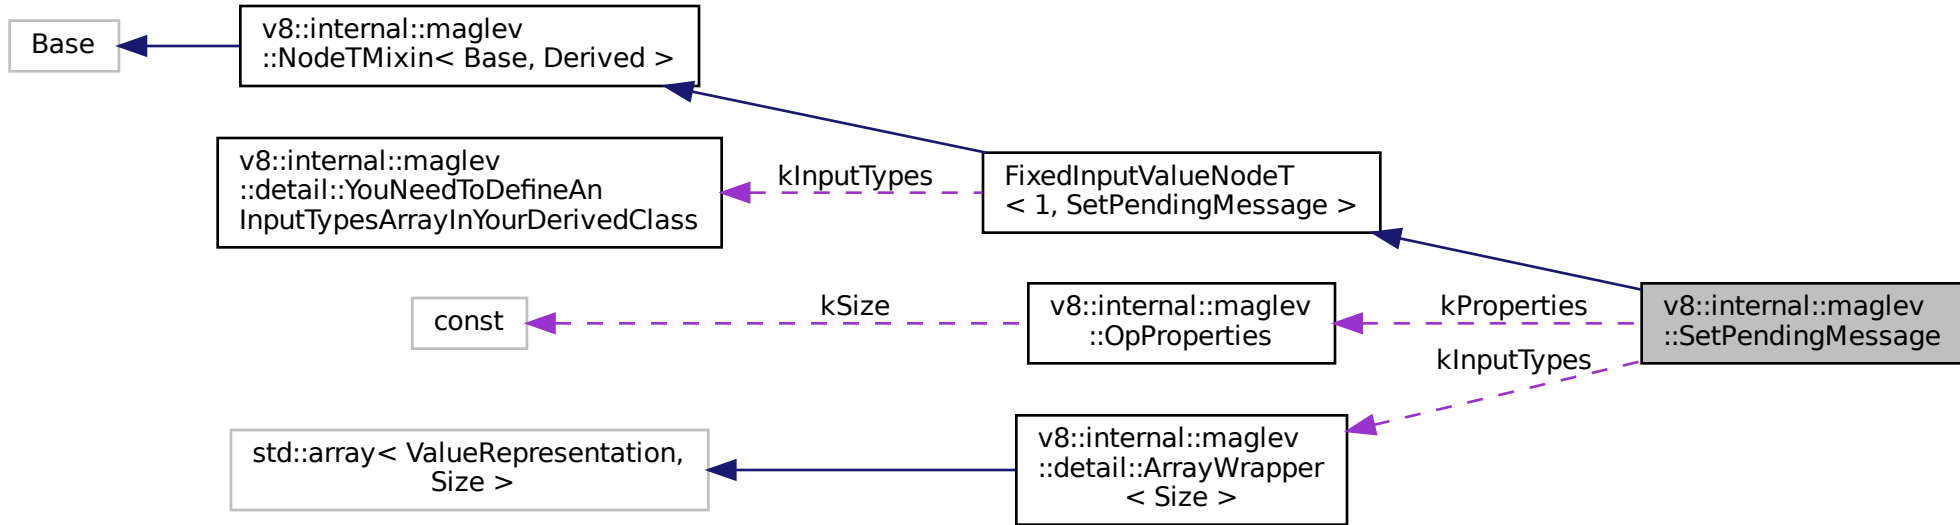 Base
v8::internal::maglev
::NodeTMixin< Base, Derived >
v8::internal::maglev
::detail::YouNeedToDefineAn
InputTypesArrayInYourDerivedClass
kInputTypes
FixedInputValueNodeT
< 1, SetPendingMessage >
const
kSize
v8::internal::maglev
::OpProperties
kProperties
v8::internal::maglev
::SetPendingMessage
kInputTypes
std::array< ValueRepresentation,
Size >
v8::internal::maglev
::detail::ArrayWrapper
< Size >